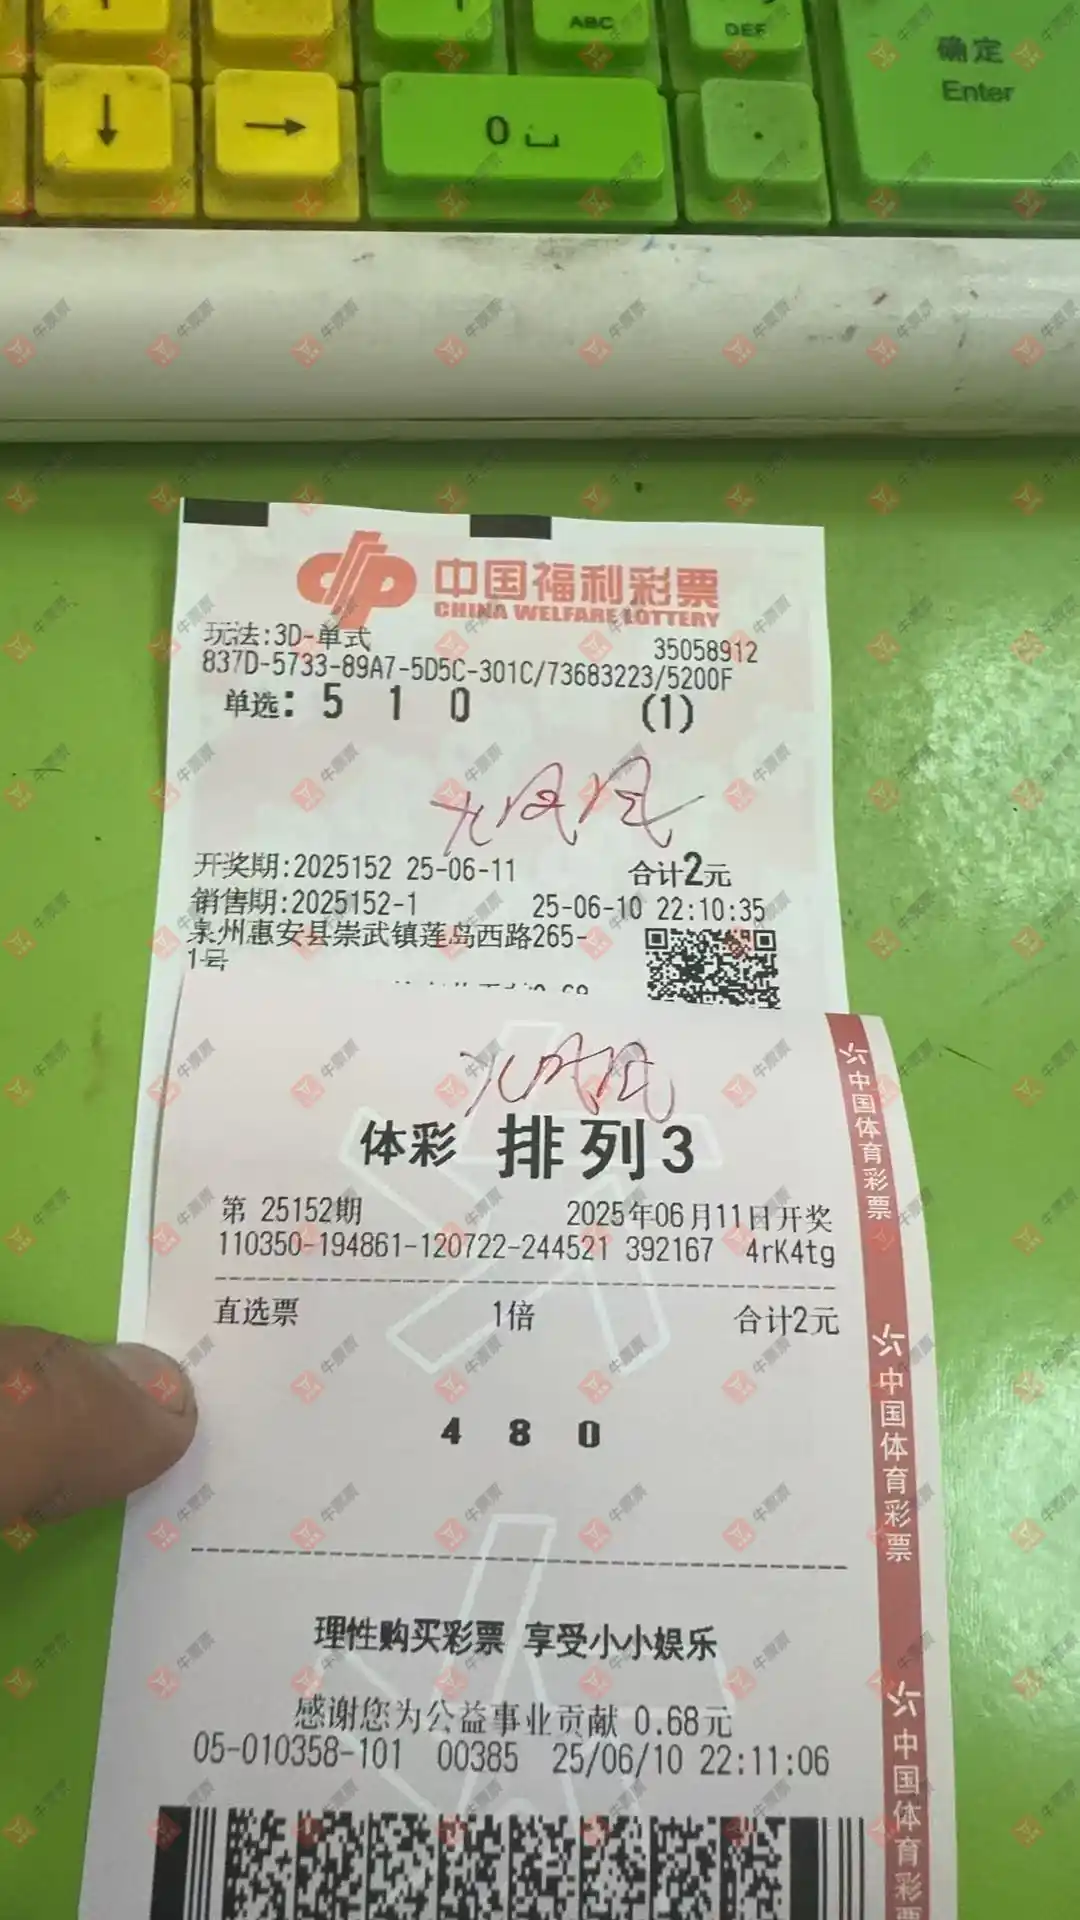 ABC
DEF
确定
Enter
↓
→
0
.
中国福利彩票
CHINA WELFARE LOTTERY
玩法:3D-单式 35058912
837D-5733-89A7-5D5C-301C/73683223/5200F
单选: 5 1 0 (1)
开奖期:2025152 25-06-11 合计2元
销售期:2025152-1 25-06-10 22:10:35
泉州惠安县崇武镇莲岛西路265-
1号
体彩 排列3
第 25152期 2025年06月11日开奖
110350-194861-120722-244521 392167 4rK4tg
直选票 1倍 合计2元
4 8 0
理性购买彩票 享受小小娱乐
感谢您为公益事业贡献 0.68元
05-010358-101 00385 25/06/10 22:11:06
中国体育彩票
中国体育彩票
中国体育彩票
牛票票